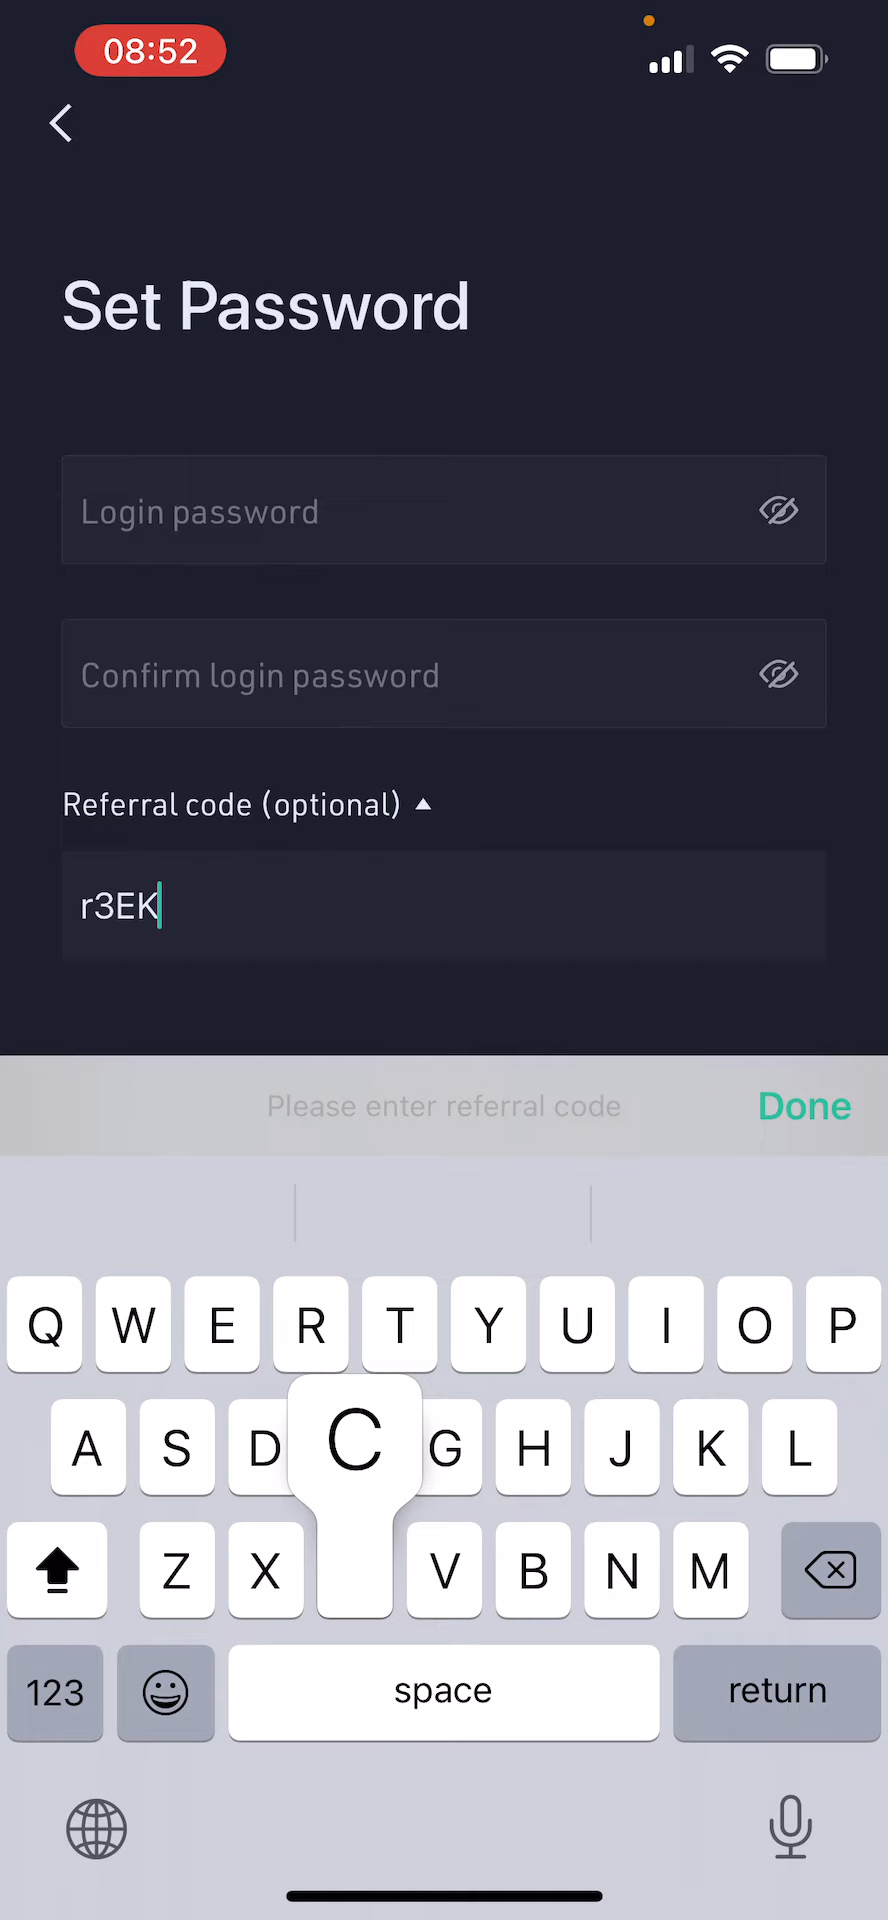 08:52
Set Password
Login password
Confirm login password
Referral code (optional)
r3EK
Please enter referral code
Done
Q W E R T Y U I O P
A S D C G H J K L
Z X V B N M
123 space return